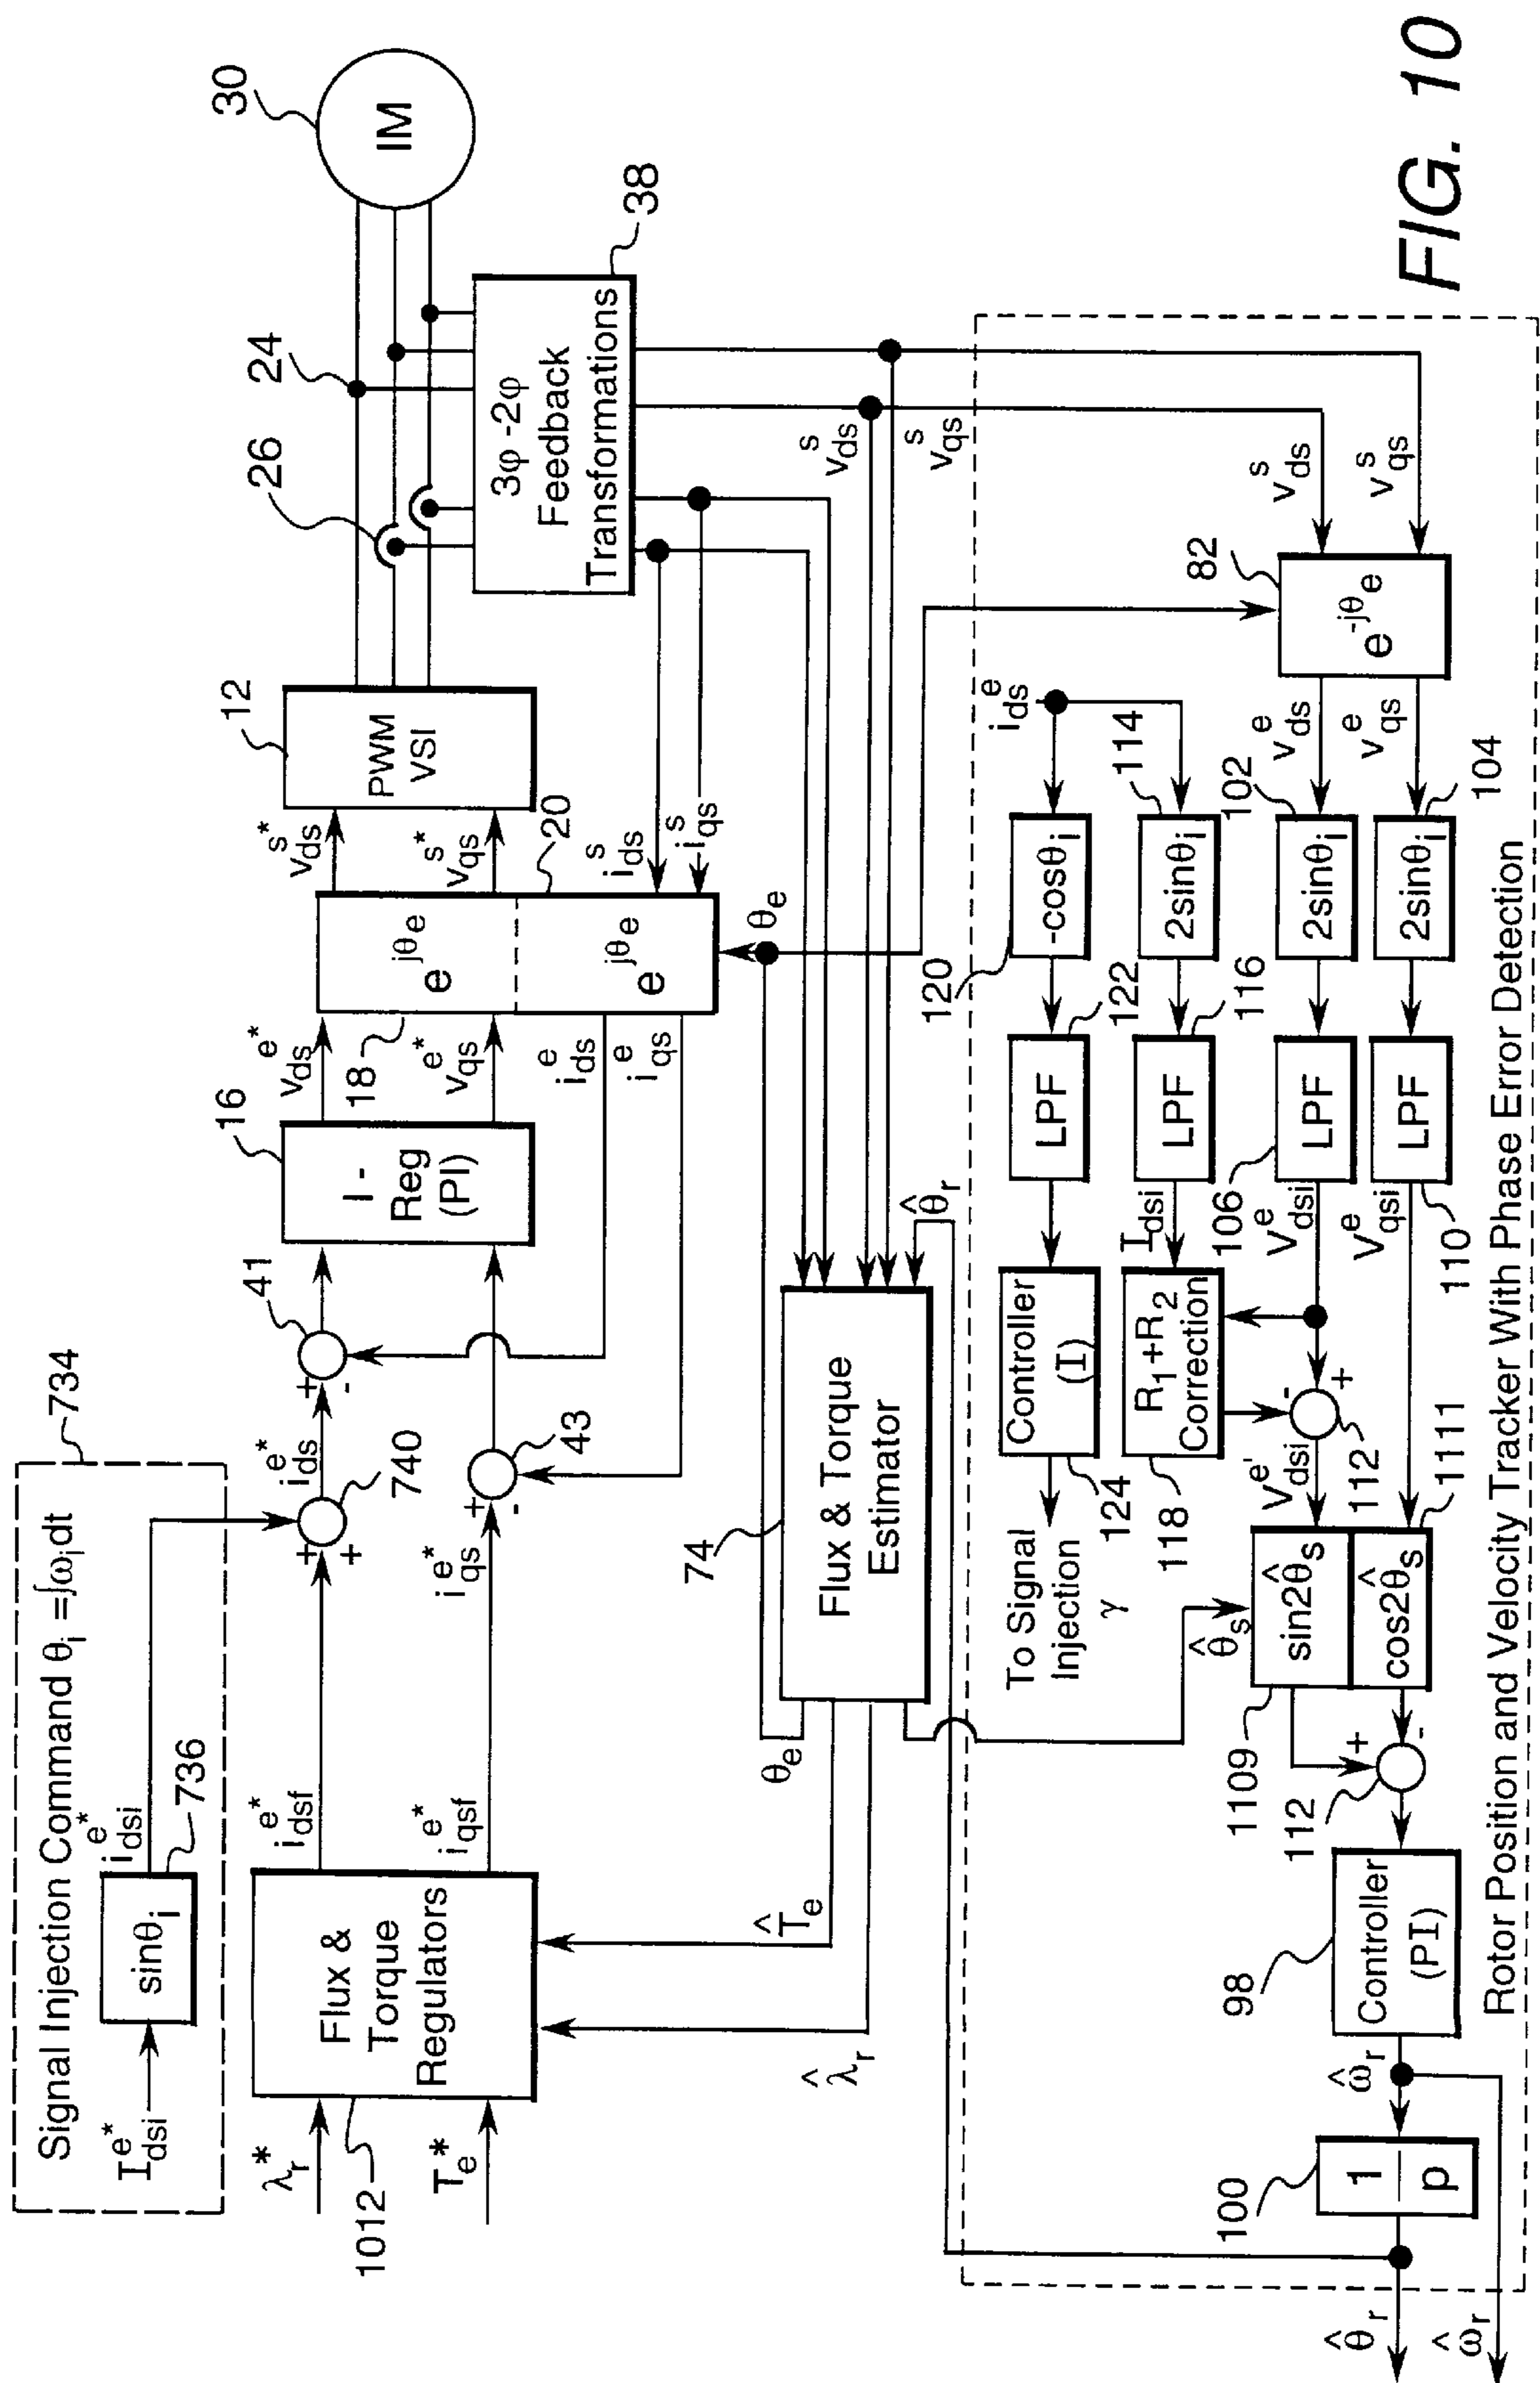 Signal Injection Command θi =∫ωidt
I e* dsi
sinθi
736
i e* dsi
734
λr*
Te*
1012
Flux &
Torque
Regulators
i e* dsf
i e* qsf
+
+
740
i e* ds
i e* qs
+
-
43
+
-
41
16
I -
Reg
(PI)
v e* ds
v e* qs
18
e jθe
e jθe
20
i e ds
i e qs
v s* ds
v s* qs
i s ds
i s qs
θe
12
PWM
VSI
26
24
30
IM
3φ -2φ
Feedback
Transformations
38
v s ds
v s qs
T̂e
λ̂r
θe
74
Flux & Torque
Estimator
θ̂r
θ̂s
To Signal
Injection
γ
124
Controller
(I)
122
LPF
120
-cosθi
i e ds
118
R1+R2
Correction
Idsi
116
LPF
114
2sinθi
112
-
+
V e' dsi
V e dsi
106
LPF
102
2sinθi
v e ds
V e qsi
110
LPF
104
2sinθi
v e qs
82
e -jθe
v s ds
v s qs
1109
sin2θ̂s
cos2θ̂s
1111
112
+
-
98
Controller
(PI)
ω̂r
100
1
p
θ̂r
ω̂r
Rotor Position and Velocity Tracker With Phase Error Detection
FIG. 10